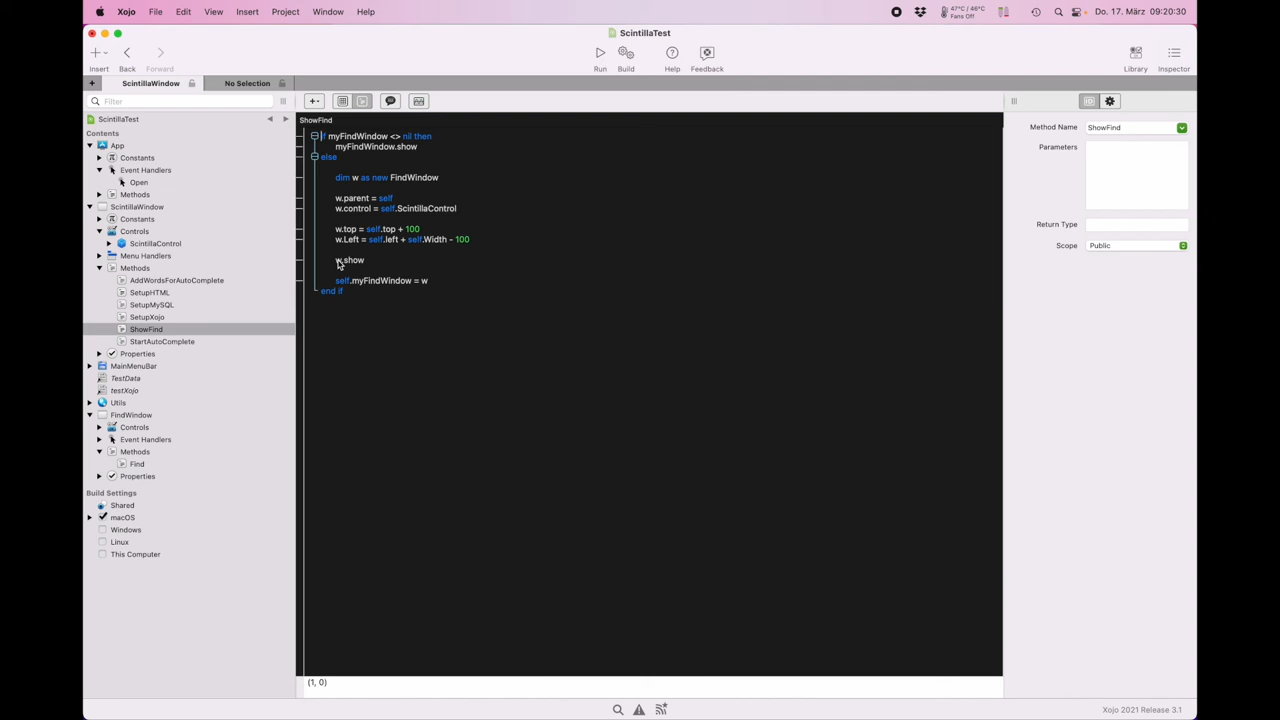 Xojo File Edit View Insert Project Window Help 47°C / 46°C Fans Off Do. 17. März 09:20:30
ScintillaTest
Insert Back Forward Run Build Help Feedback Library Inspector
ScintillaWindow No Selection
Filter
ScintillaTest
Contents
App
Constants
Event Handlers
Open
Methods
ScintillaWindow
Constants
Controls
ScintillaControl
Menu Handlers
Methods
AddWordsForAutoComplete
SetupHTML
SetupMySQL
SetupXojo
ShowFind
StartAutoComplete
Properties
MainMenuBar
TestData
testXojo
Utils
FindWindow
Controls
Event Handlers
Methods
Find
Properties
Build Settings
Shared
macOS
Windows
Linux
This Computer
ShowFind
if myFindWindow <> nil then
myFindWindow.show
else
dim w as new FindWindow
w.parent = self
w.control = self.ScintillaControl
w.top = self.top + 100
w.Left = self.left + self.Width - 100
w.show
self.myFindWindow = w
end if
(1, 0)
Method Name ShowFind
Parameters
Return Type
Scope Public
Xojo 2021 Release 3.1